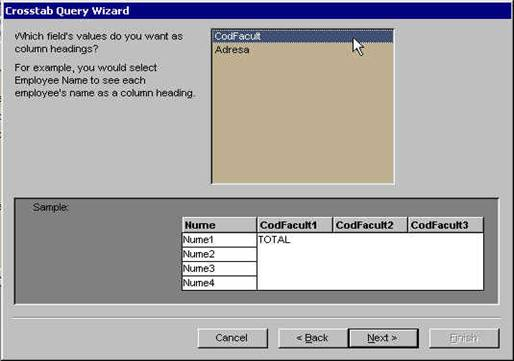 Crosstab Query Wizard
Which field's values do you want as
column headings?
For example, you would select
Employee Name to see each
employee's name as a column heading.
CodFacult
Adresa
Sample:
Nume CodFacult1 CodFacult2 CodFacult3
Nume1 TOTAL
Nume2
Nume3
Nume4
Cancel < Back Next > Finish